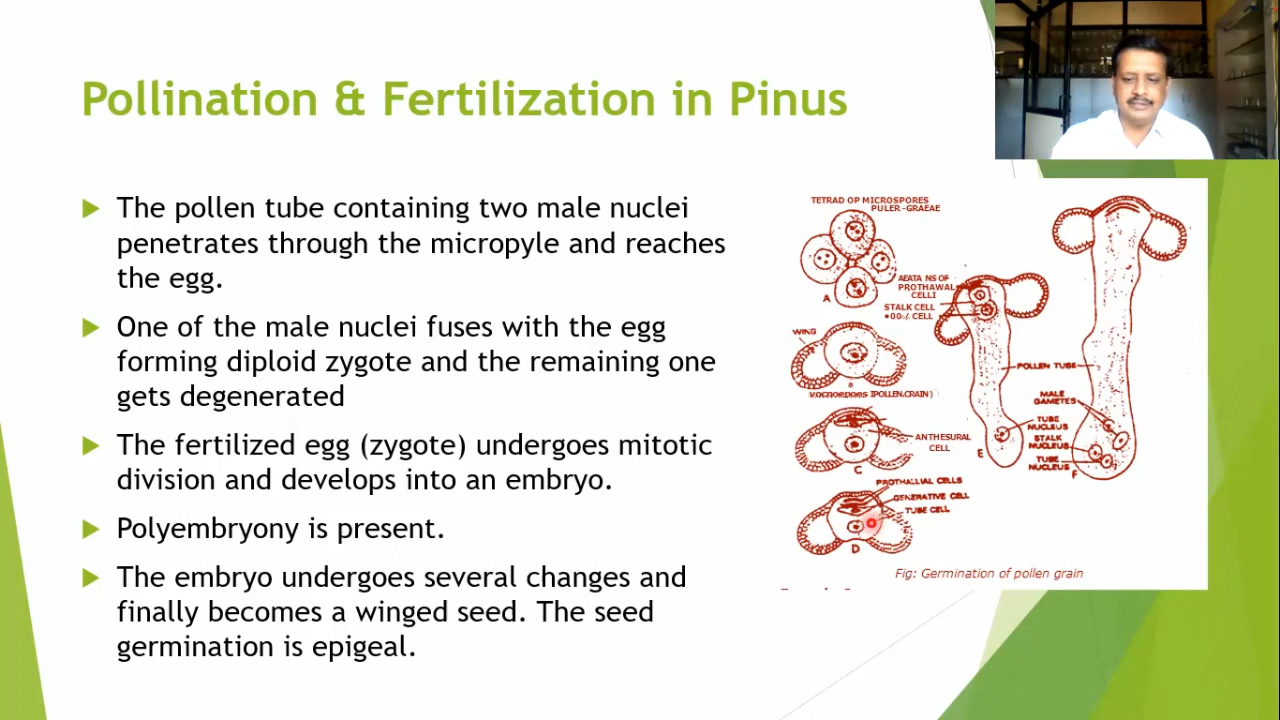 Pollination & Fertilization in Pinus
The pollen tube containing two male nuclei
penetrates through the micropyle and reaches
the egg.
One of the male nuclei fuses with the egg
forming diploid zygote and the remaining one
gets degenerated
The fertilized egg (zygote) undergoes mitotic
division and develops into an embryo.
Polyembryony is present.
The embryo undergoes several changes and
finally becomes a winged seed. The seed
germination is epigeal.
TETRAD OP MICROSPORES
PULER -GRAEAE
A
AEATA NS OF
PROTHAWAL
CELLI
STALK CELL
CELL
WING
B
(POLLEN.CRAIN)
ANTHESURAL
CELL
C
PROTHALLIAL CELLS
GENERATIVE CELL
TUBE CELL
D
POLLEN TUBE
MALE
GAMETES
TUBE
NUCLEUS
STALK
NUCLEUS
TUBE
NUCLEUS
E
F
Fig: Germination of pollen grain